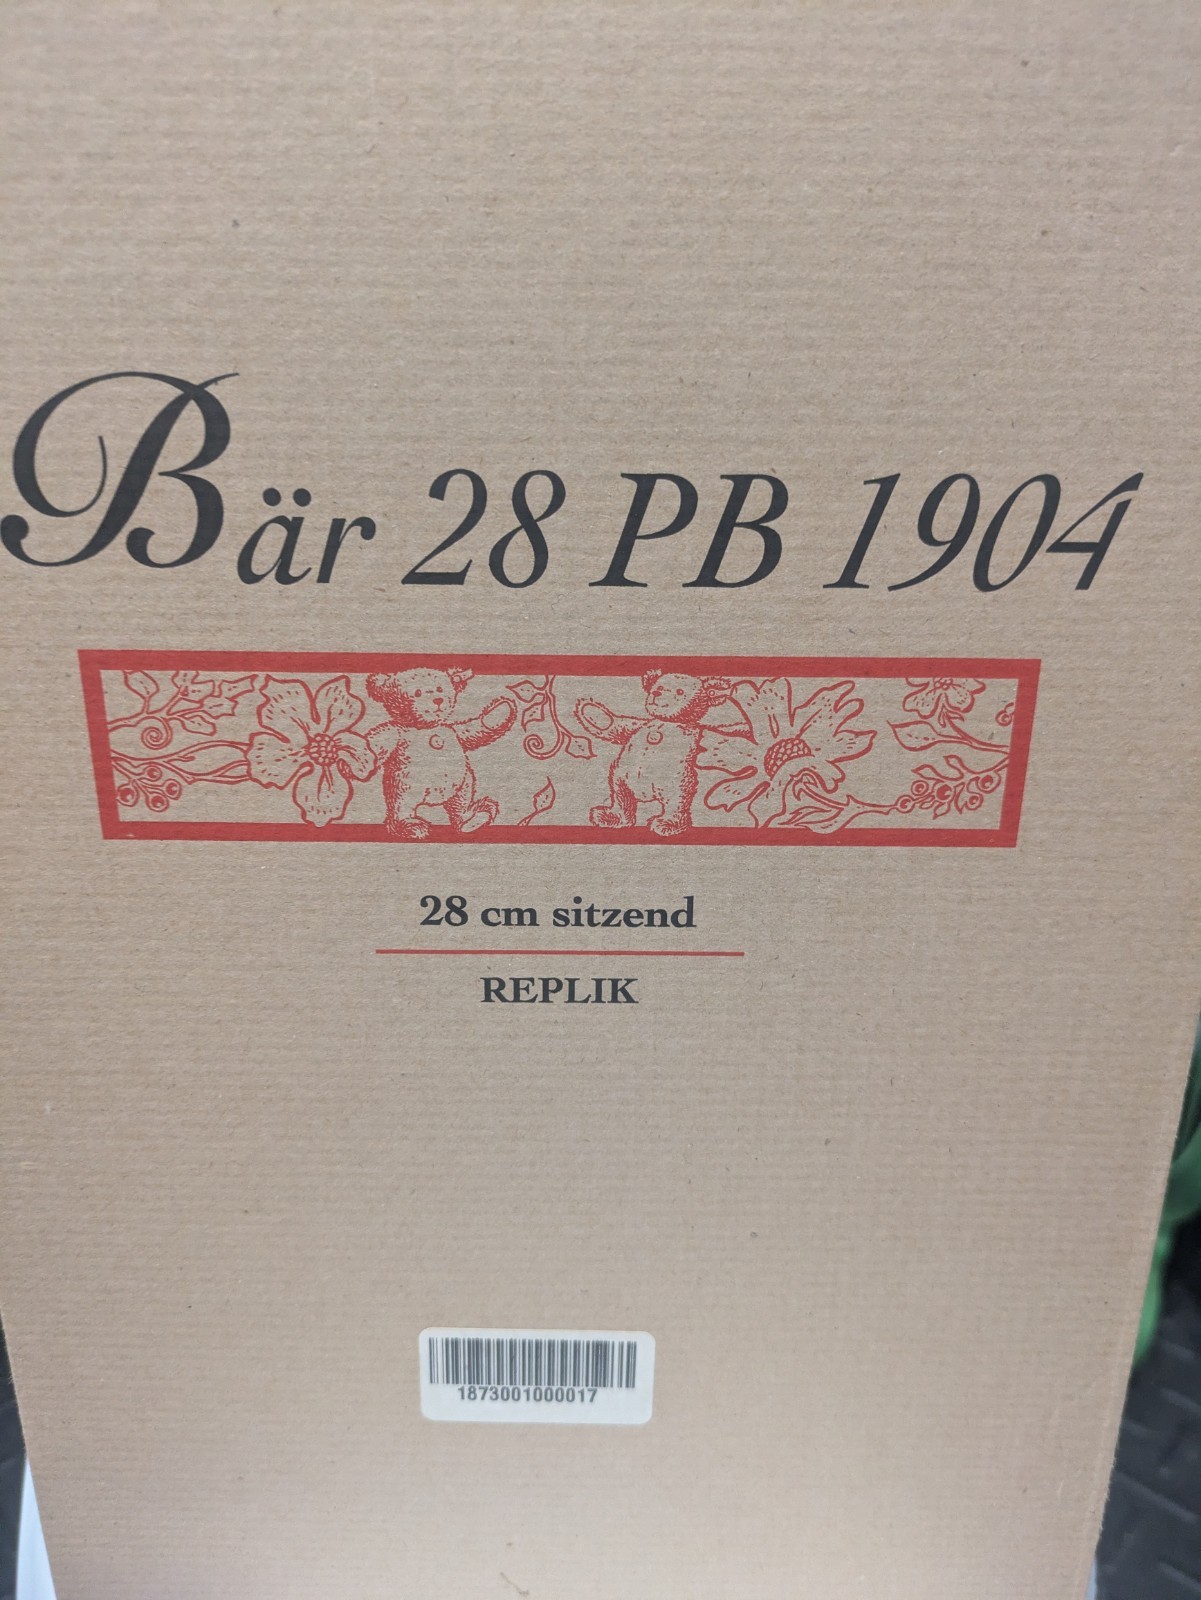 Bär 28 PB 1904
28 cm sitzend
REPLIK
1873001000017